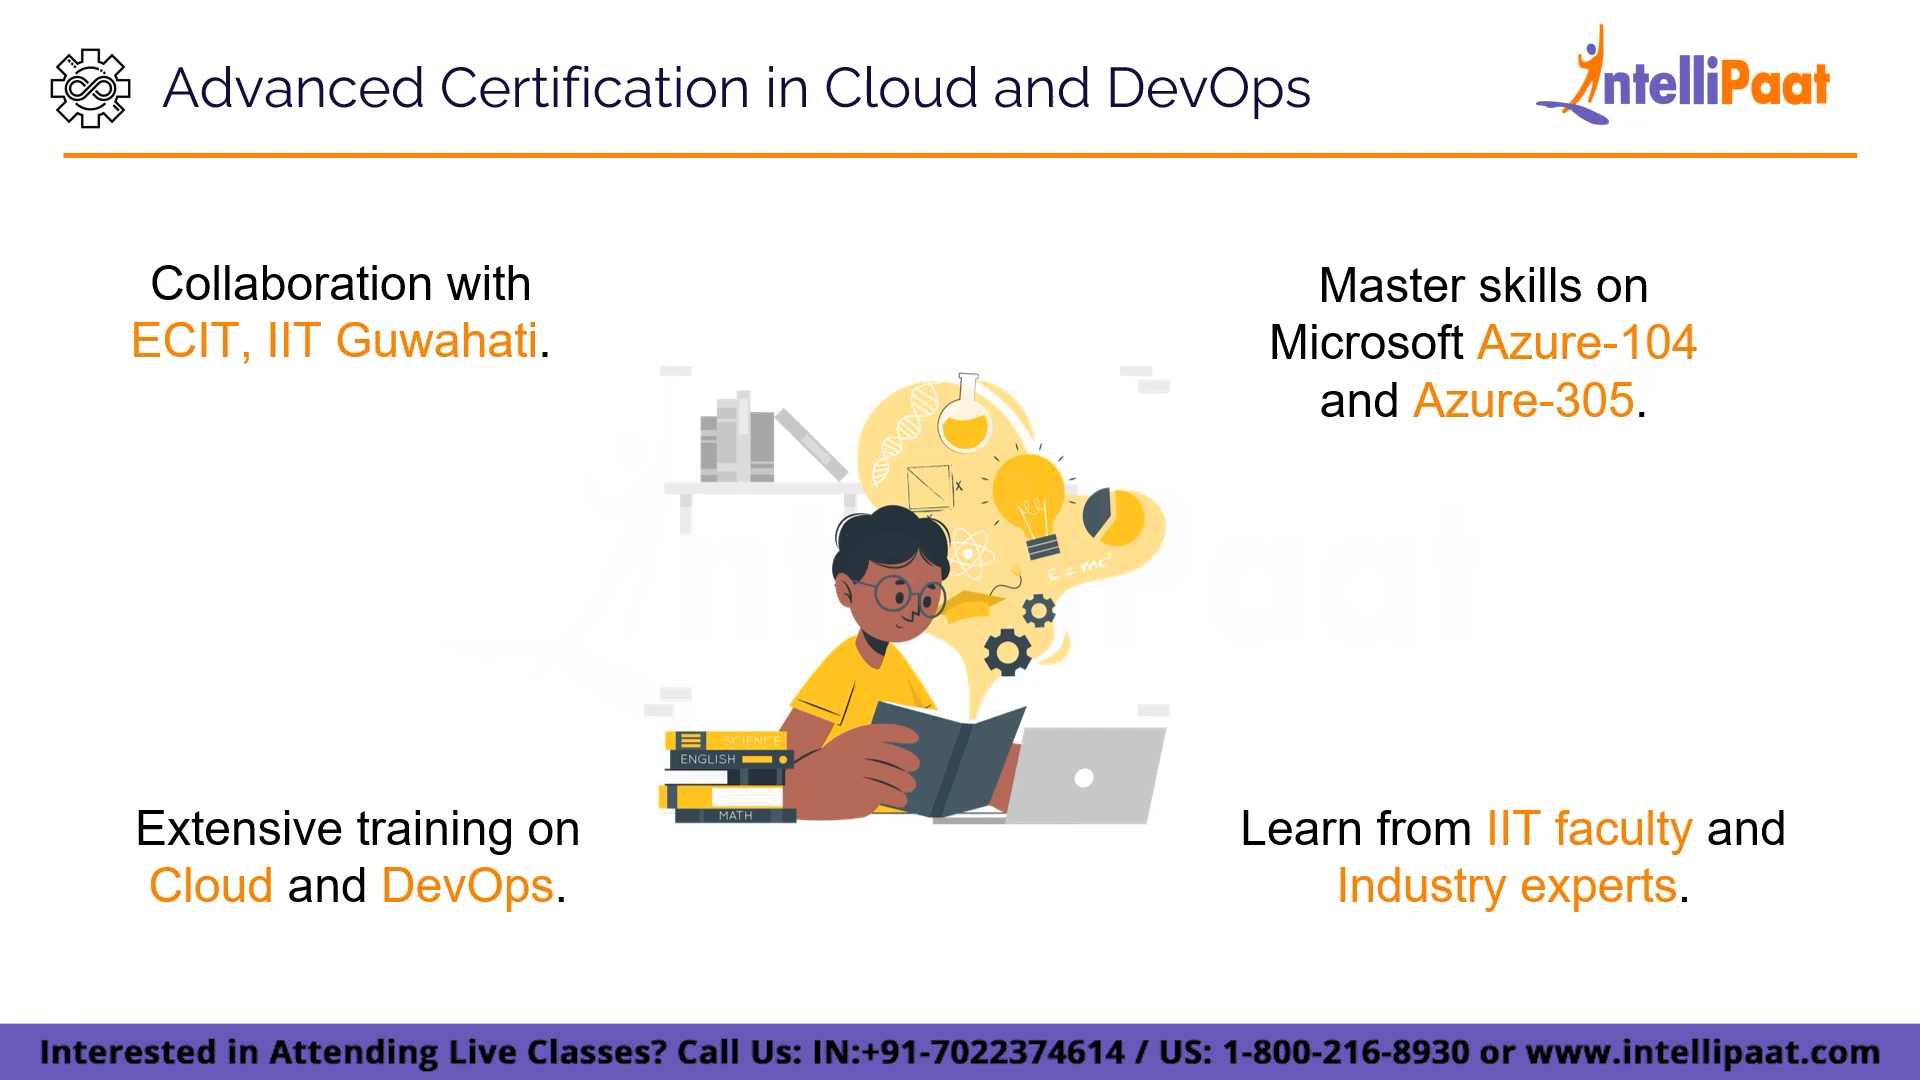 Advanced Certification in Cloud and DevOps
IntelliPaat
Collaboration with
ECIT, IIT Guwahati.
Master skills on
Microsoft Azure-104
and Azure-305.
x
E = mc²
SCIENCE
ENGLISH
MATH
Extensive training on
Cloud and DevOps.
Learn from IIT faculty and
Industry experts.
Interested in Attending Live Classes? Call Us: IN:+91-7022374614 / US: 1-800-216-8930 or www.intellipaat.com